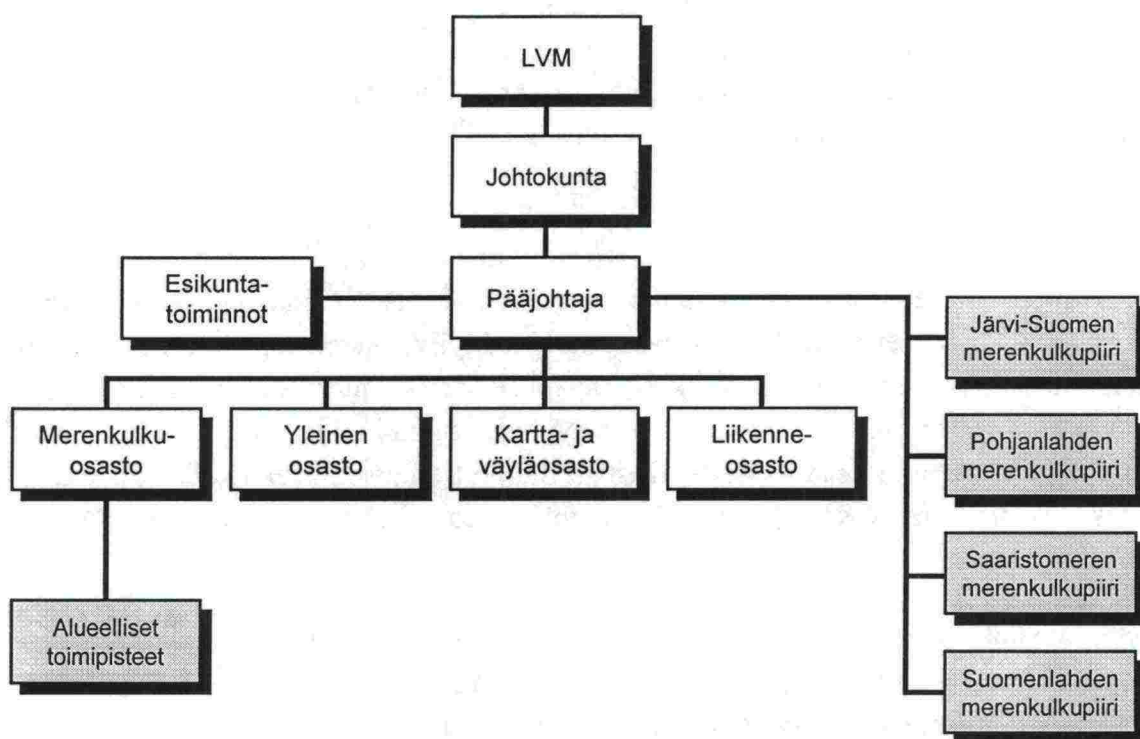 LVM
Johtokunta
Esikunta-
toiminnot
Pääjohtaja
Järvi-Suomen
merenkulkupiiri
Merenkulku-
osasto
Yleinen
osasto
Kartta- ja
väyläosasto
Liikenne-
osasto
Pohjanlahden
merenkulkupiiri
Saaristomeren
merenkulkupiiri
Alueelliset
toimipisteet
Suomenlahden
merenkulkupiiri